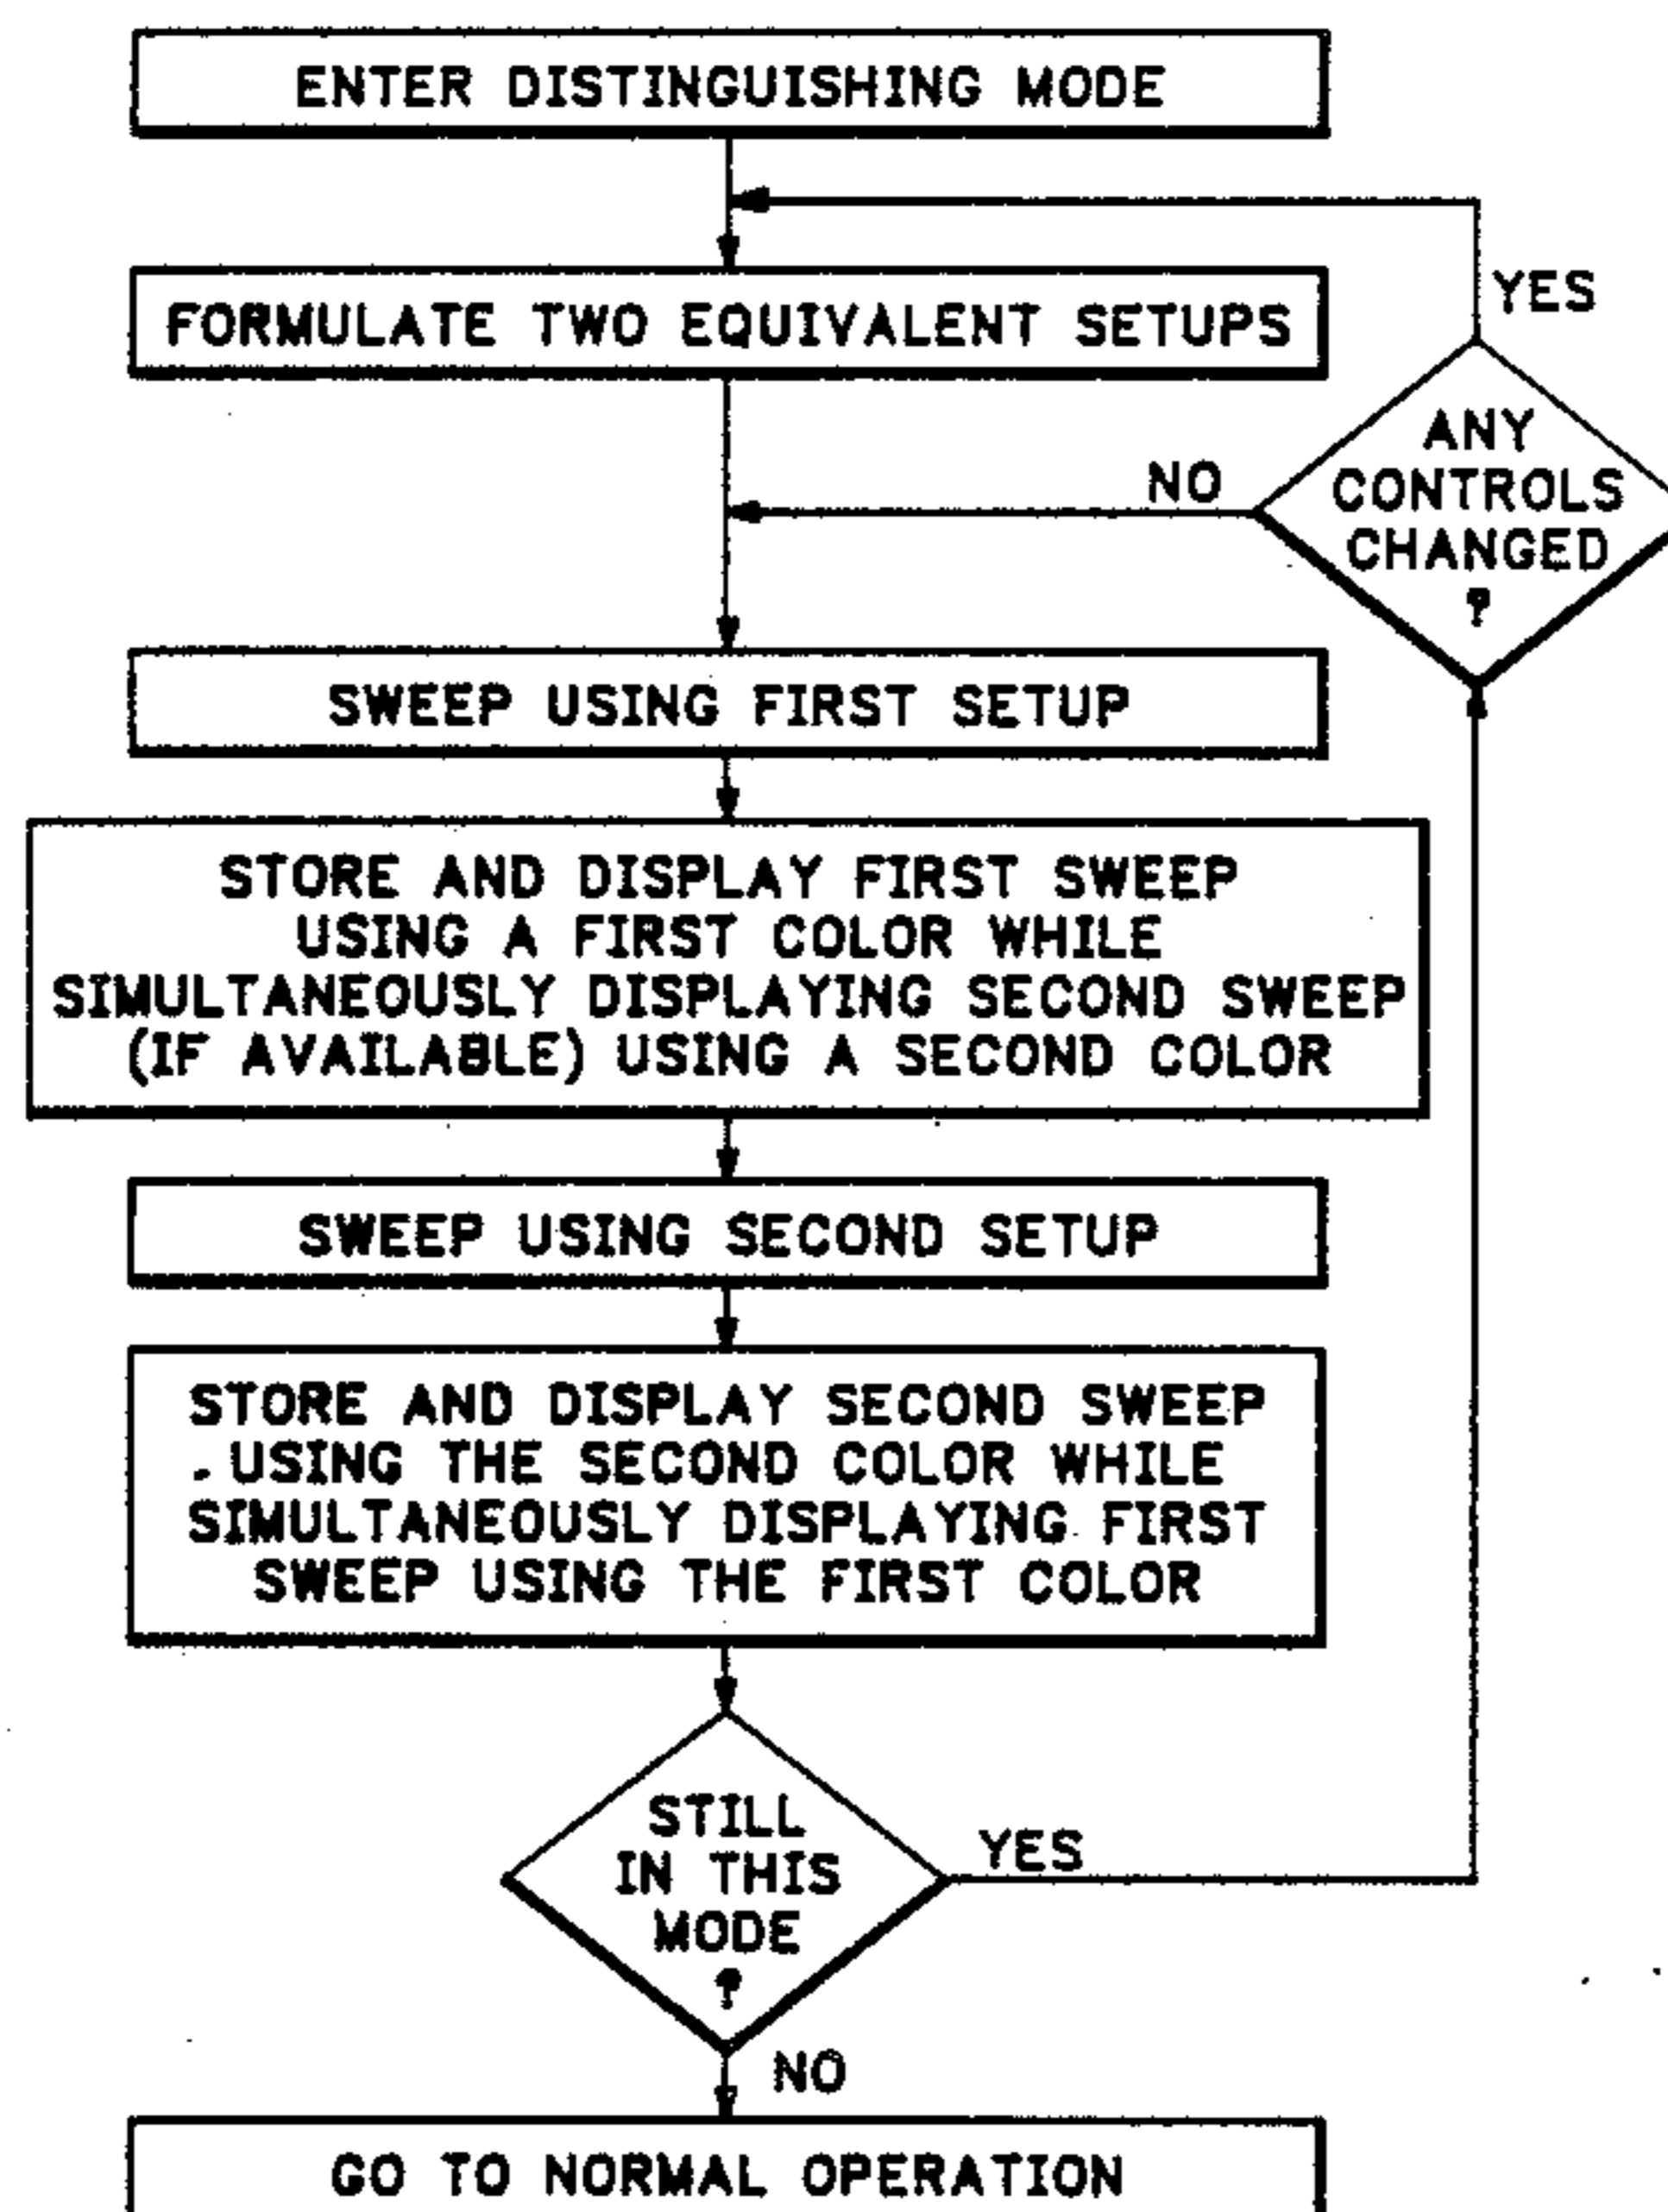 ENTER DISTINGUISHING MODE
FORMULATE TWO EQUIVALENT SETUPS
YES
ANY
CONTROLS
CHANGED
?
NO
SWEEP USING FIRST SETUP
STORE AND DISPLAY FIRST SWEEP
USING A FIRST COLOR WHILE
SIMULTANEOUSLY DISPLAYING SECOND SWEEP
(IF AVAILABLE) USING A SECOND COLOR
SWEEP USING SECOND SETUP
STORE AND DISPLAY SECOND SWEEP
USING THE SECOND COLOR WHILE
SIMULTANEOUSLY DISPLAYING FIRST
SWEEP USING THE FIRST COLOR
STILL
IN THIS
MODE
?
YES
NO
GO TO NORMAL OPERATION